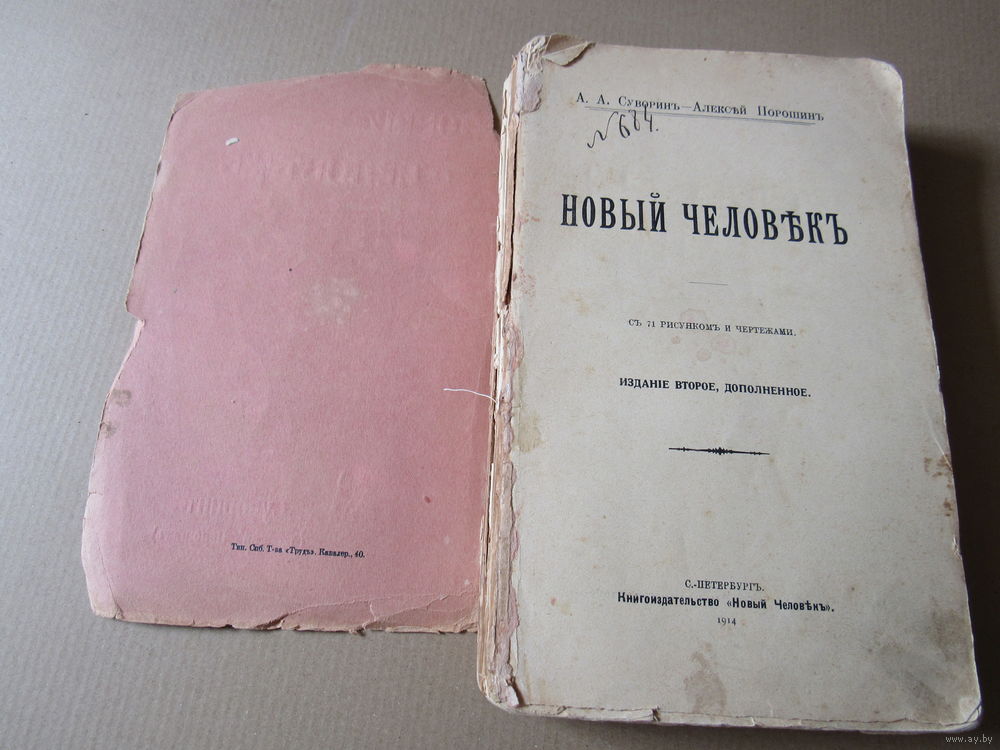 А. А. Суворинъ—Алексѣй Порошинъ
№ 684.
НОВЫЙ ЧЕЛОВѢКЪ
СЪ 71 РИСУНКОМЪ И ЧЕРТЕЖАМИ.
ИЗДАНІЕ ВТОРОЕ, ДОПОЛНЕННОЕ.
С.-ПЕТЕРБУРГЪ.
Книгоиздательство «Новый Человѣкъ».
1914
Тип. Спб. Т-ва «Трудъ». Кавалер., 40.
www.ay.by